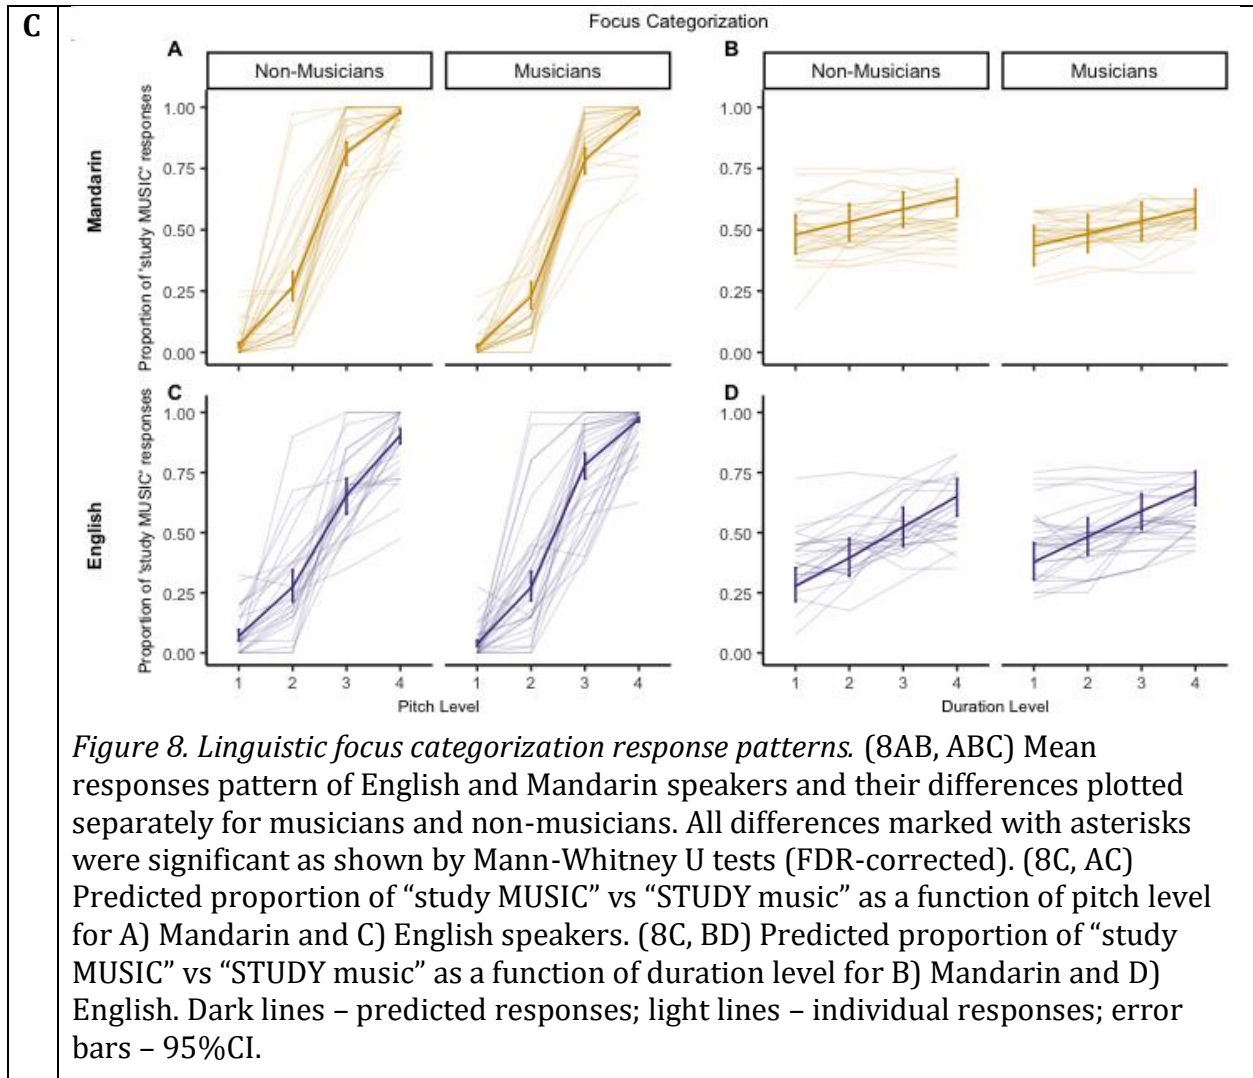 C
Focus Categorization
A
B
Non-Musicians
Musicians
Non-Musicians
Musicians
Mandarin
Proportion of 'study MUSIC' responses
1.00
0.75
0.50
0.25
0.00
1.00
0.75
0.50
0.25
0.00
C
D
English
Proportion of 'study MUSIC' responses
1.00
0.75
0.50
0.25
0.00
1.00
0.75
0.50
0.25
0.00
1 2 3 4
1 2 3 4
1 2 3 4
1 2 3 4
Pitch Level
Duration Level
Figure 8. Linguistic focus categorization response patterns. (8AB, ABC) Mean
responses pattern of English and Mandarin speakers and their differences plotted
separately for musicians and non-musicians. All differences marked with asterisks
were significant as shown by Mann-Whitney U tests (FDR-corrected). (8C, AC)
Predicted proportion of “study MUSIC” vs “STUDY music” as a function of pitch level
for A) Mandarin and C) English speakers. (8C, BD) Predicted proportion of “study
MUSIC” vs “STUDY music” as a function of duration level for B) Mandarin and D)
English. Dark lines – predicted responses; light lines – individual responses; error
bars – 95%CI.